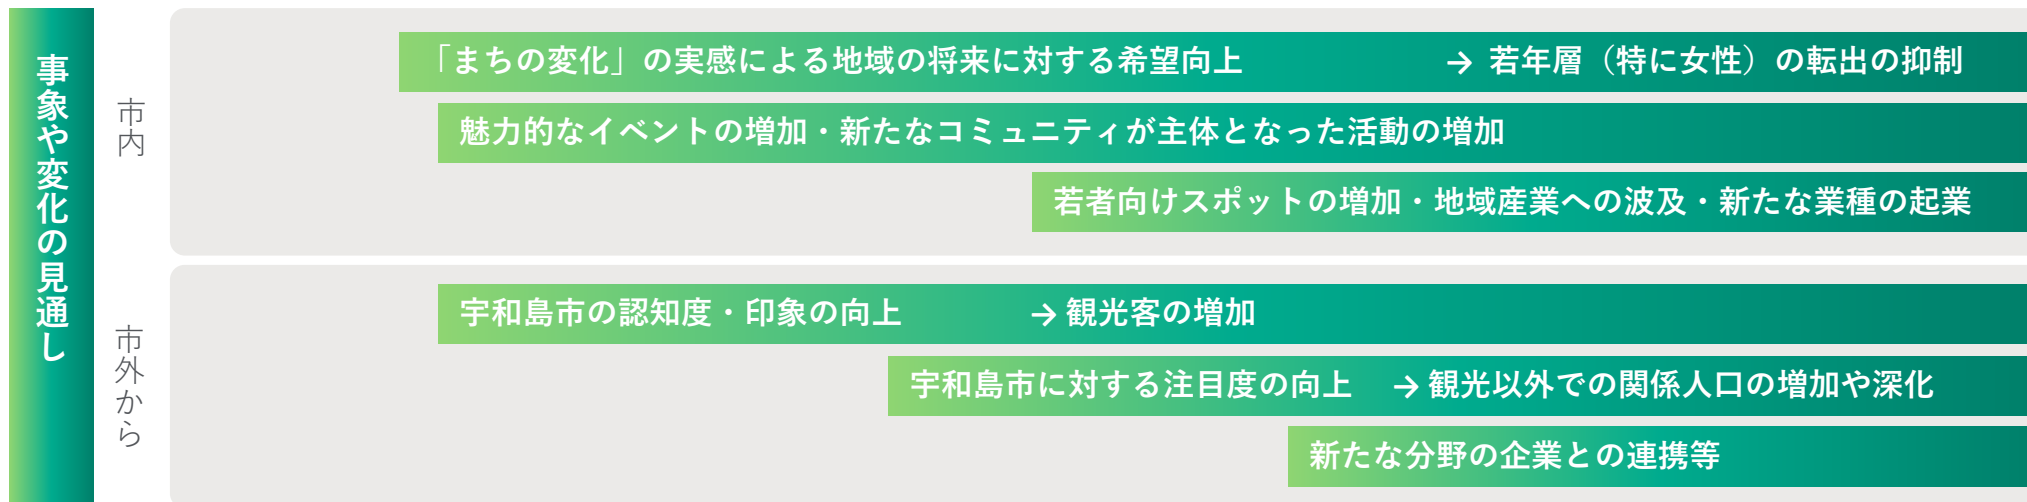 事象や変化の見通し
市内
「まちの変化」の実感による地域の将来に対する希望向上 → 若年層（特に女性）の転出の抑制
魅力的なイベントの増加・新たなコミュニティが主体となった活動の増加
若者向けスポットの増加・地域産業への波及・新たな業種の起業
市外から
宇和島市の認知度・印象の向上 → 観光客の増加
宇和島市に対する注目度の向上 → 観光以外での関係人口の増加や深化
新たな分野の企業との連携等